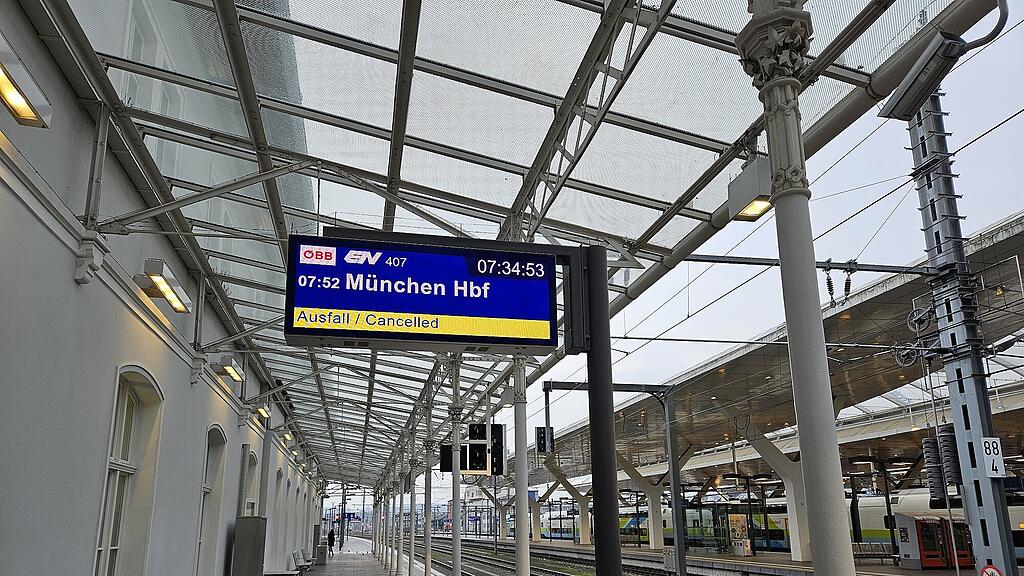 ÖBB EN 407 07:34:53
07:52 München Hbf
Ausfall / Cancelled
88
4